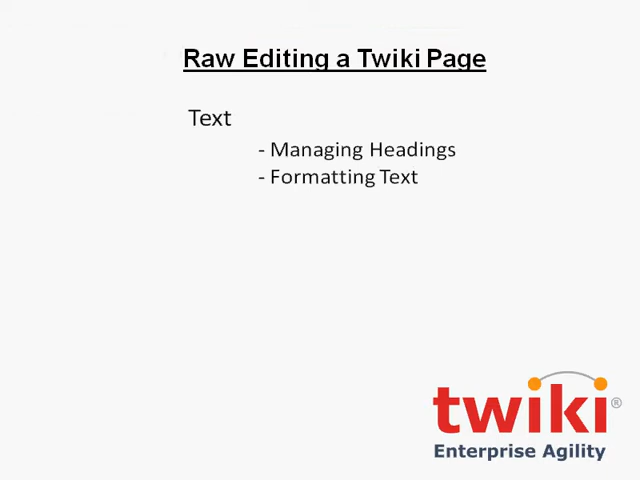 Raw Editing a Twiki Page
Text
- Managing Headings
- Formatting Text
twiki®
Enterprise Agility